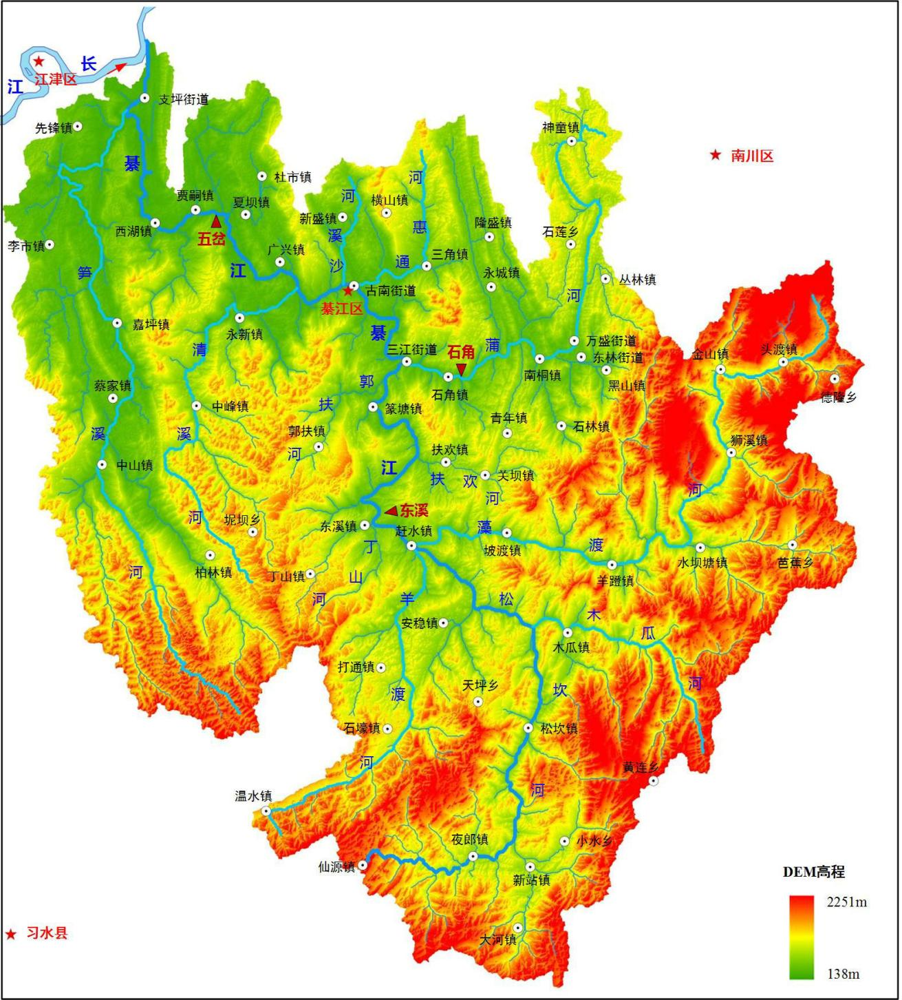 长
江津区
江
支坪街道
先锋镇
神童镇
南川区
綦
杜市镇
河
河
贾嗣镇
夏坝镇
横山镇
新盛镇
隆盛镇
西湖镇
惠
石莲乡
五岔
溪
李市镇
广兴镇
三角镇
笋
江
沙
通
永城镇
丛林镇
古南街道
河
綦江区
嘉坪镇
永新镇
綦
万盛街道
清
三江街道
石角
蒲
金山镇
头渡镇
东林街道
南桐镇
郭
蔡家镇
石角镇
黑山镇
德隆乡
中峰镇
扶
篆塘镇
青年镇
石林镇
溪
溪
郭扶镇
狮溪镇
河
扶欢镇
中山镇
江
扶
欢
关坝镇
河
河
河
坭坝乡
东溪
东溪镇
赶水镇
藻
坡渡镇
渡
丁
水坝塘镇
芭蕉乡
柏林镇
河
丁山镇
山
羊蹬镇
河
羊
松
木
安稳镇
瓜
木瓜镇
打通镇
天坪乡
河
渡
坎
石壕镇
松坎镇
河
黄连乡
温水镇
河
夜郎镇
小水乡
仙源镇
新站镇
DEM高程
2251m
习水县
大河镇
138m